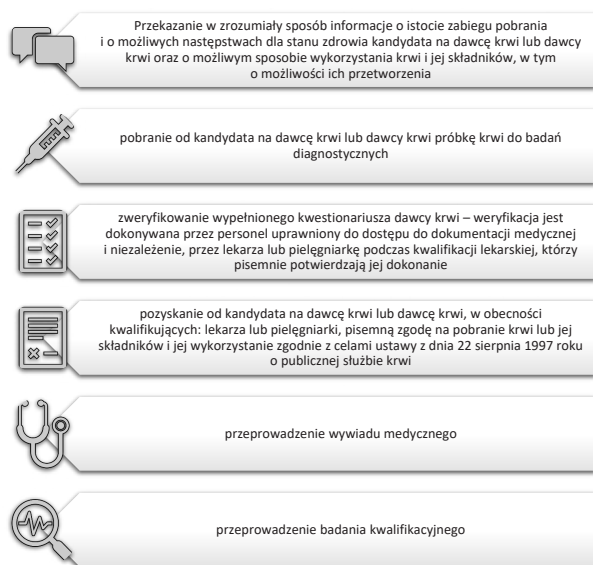 Przekazanie w zrozumiały sposób informacje o istocie zabiegu pobrania
i o możliwych następstwach dla stanu zdrowia kandydata na dawcę krwi lub dawcy
krwi oraz o możliwym sposobie wykorzystania krwi i jej składników, w tym
o możliwości ich przetworzenia
pobranie od kandydata na dawcę krwi lub dawcy krwi próbkę krwi do badań
diagnostycznych
zweryfikowanie wypełnionego kwestionariusza dawcy krwi – weryfikacja jest
dokonywana przez personel uprawniony do dostępu do dokumentacji medycznej
i niezależenie, przez lekarza lub pielęgniarkę podczas kwalifikacji lekarskiej, którzy
pisemnie potwierdzają jej dokonanie
pozyskanie od kandydata na dawcę krwi lub dawcę krwi, w obecności
kwalifikujących: lekarza lub pielęgniarki, pisemną zgodę na pobranie krwi lub jej
składników i jej wykorzystanie zgodnie z celami ustawy z dnia 22 sierpnia 1997 roku
o publicznej służbie krwi
przeprowadzenie wywiadu medycznego
przeprowadzenie badania kwalifikacyjnego